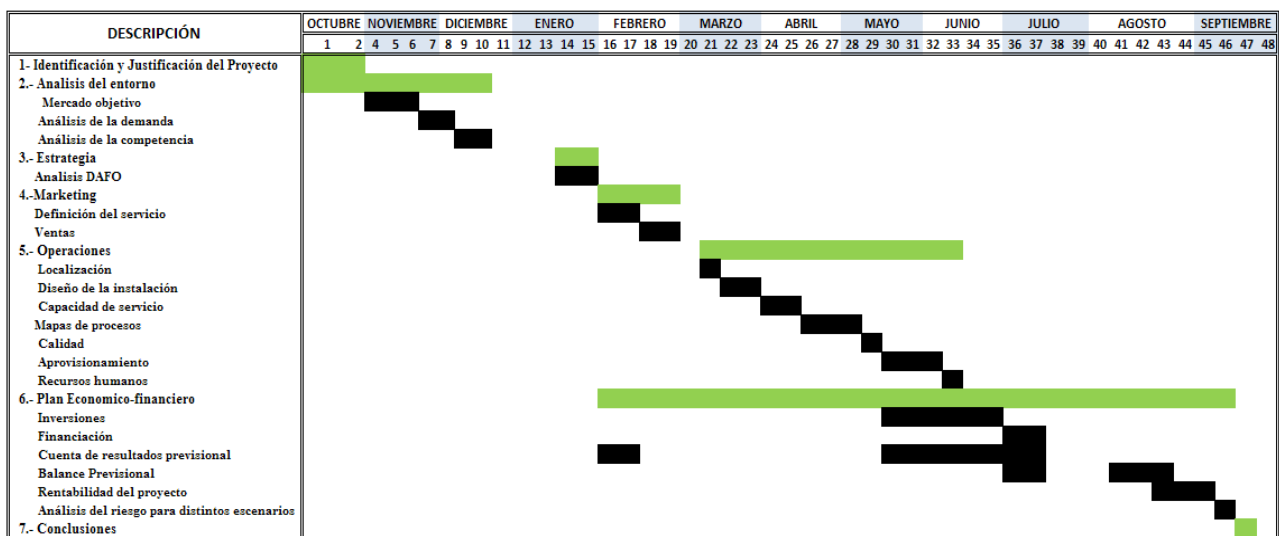 DESCRIPCIÓN
OCTUBRE NOVIEMBRE DICIEMBRE ENERO FEBRERO MARZO ABRIL MAYO JUNIO JULIO AGOSTO SEPTIEMBRE
1 2 4 5 6 7 8 9 10 11 12 13 14 15 16 17 18 19 20 21 22 23 24 25 26 27 28 29 30 31 32 33 34 35 36 37 38 39 40 41 42 43 44 45 46 47 48
1- Identificación y Justificación del Proyecto
2.- Analisis del entorno
Mercado objetivo
Análisis de la demanda
Análisis de la competencia
3.- Estrategia
Analisis DAFO
4.-Marketing
Definición del servicio
Ventas
5.- Operaciones
Localización
Diseño de la instalación
Capacidad de servicio
Mapas de procesos
Calidad
Aprovisionamiento
Recursos humanos
6.- Plan Economico-financiero
Inversiones
Financiación
Cuenta de resultados previsional
Balance Previsional
Rentabilidad del proyecto
Análisis del riesgo para distintos escenarios
7.- Conclusiones